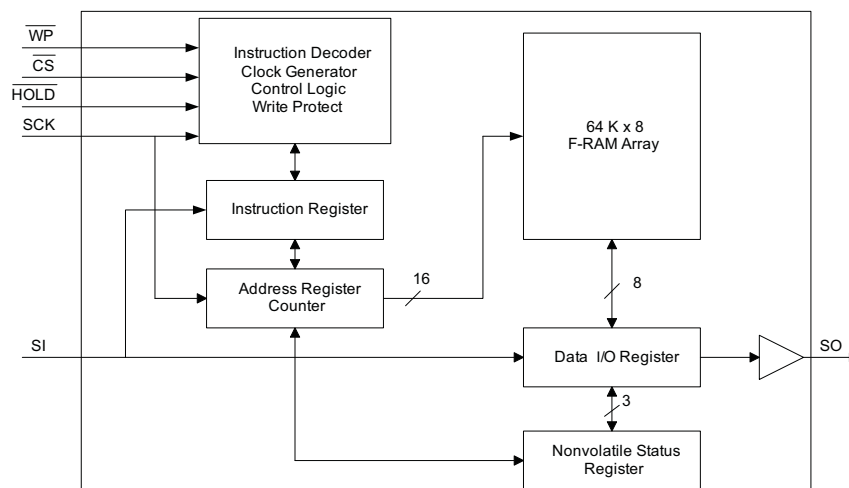 WP
CS
HOLD
SCK
Instruction Decoder
Clock Generator
Control Logic
Write Protect
64 K x 8
F-RAM Array
Instruction Register
Address Register
Counter
16
8
SI
Data I/O Register
SO
3
Nonvolatile Status
Register